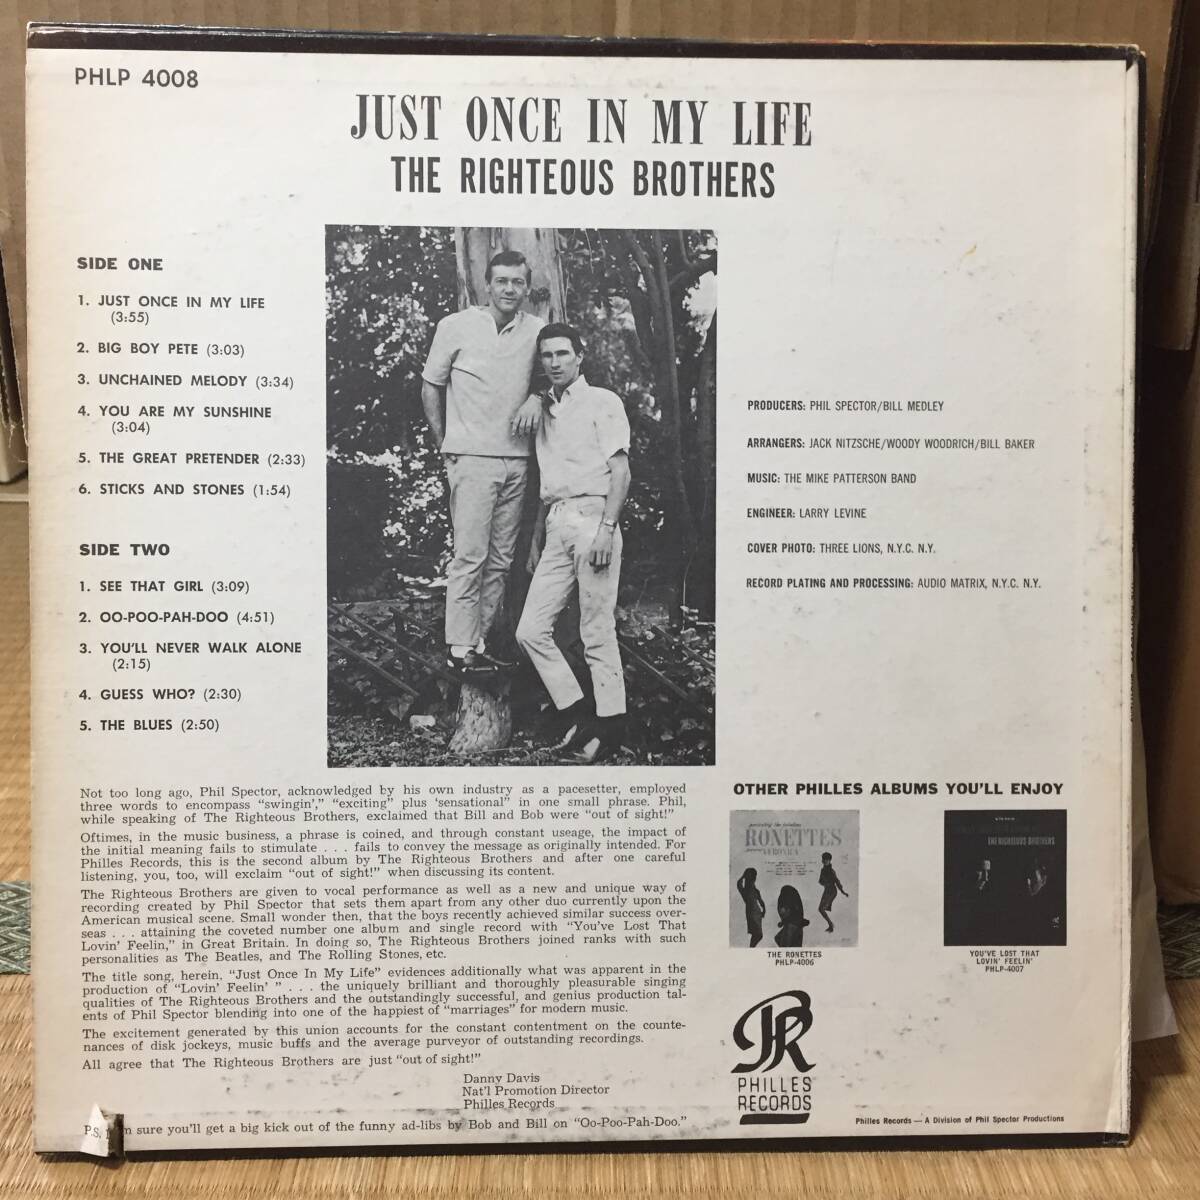 PHLP 4008
JUST ONCE IN MY LIFE
THE RIGHTEOUS BROTHERS
SIDE ONE
1. JUST ONCE IN MY LIFE
(3:55)
2. BIG BOY PETE (3:03)
3. UNCHAINED MELODY (3:34)
4. YOU ARE MY SUNSHINE
(3:04)
5. THE GREAT PRETENDER (2:33)
6. STICKS AND STONES (1:54)
SIDE TWO
1. SEE THAT GIRL (3:09)
2. OO-POO-PAH-DOO (4:51)
3. YOU'LL NEVER WALK ALONE
(2:15)
4. GUESS WHO? (2:30)
5. THE BLUES (2:50)
PRODUCERS: PHIL SPECTOR/BILL MEDLEY
ARRANGERS: JACK NITZSCHE/WOODY WOODRICH/BILL BAKER
MUSIC: THE MIKE PATTERSON BAND
ENGINEER: LARRY LEVINE
COVER PHOTO: THREE LIONS, N.Y.C. N.Y.
RECORD PLATING AND PROCESSING: AUDIO MATRIX, N.Y.C. N.Y.
Not too long ago, Phil Spector, acknowledged by his own industry as a pacesetter, employed
three words to encompass "swingin'," "exciting" plus 'sensational" in one small phrase. Phil,
while speaking of The Righteous Brothers, exclaimed that Bill and Bob were "out of sight!"
Oftimes, in the music business, a phrase is coined, and through constant useage, the impact of
the initial meaning fails to stimulate . . . fails to convey the message as originally intended. For
Philles Records, this is the second album by The Righteous Brothers and after one careful
listening, you, too, will exclaim "out of sight!" when discussing its content.
The Righteous Brothers are given to vocal performance as well as a new and unique way of
recording created by Phil Spector that sets them apart from any other duo currently upon the
American musical scene. Small wonder then, that the boys recently achieved similar success over-
seas . . . attaining the coveted number one album and single record with "You've Lost That
Lovin' Feelin," in Great Britain. In doing so, The Righteous Brothers joined ranks with such
personalities as The Beatles, and The Rolling Stones, etc.
The title song, herein, "Just Once In My Life" evidences additionally what was apparent in the
production of "Lovin' Feelin' " . . . the uniquely brilliant and thoroughly pleasurable singing
qualities of The Righteous Brothers and the outstandingly successful, and genius production tal-
ents of Phil Spector blending into one of the happiest of "marriages" for modern music.
The excitement generated by this union accounts for the constant contentment on the counte-
nances of disk jockeys, music buffs and the average purveyor of outstanding recordings.
All agree that The Righteous Brothers are just "out of sight!"
Danny Davis
Nat'l Promotion Director
Philles Records
P.S. sure you'll get a big kick out of the funny ad-libs by Bob and Bill on "Oo-Poo-Pah-Doo."
OTHER PHILLES ALBUMS YOU'LL ENJOY
RONETTES
VERONICA
THE RONETTES
PHLP-4006
THE RIGHTEOUS BROTHERS
YOU'VE LOST THAT
LOVIN' FEELIN'
PHLP-4007
PR
PHILLES
RECORDS
Philles Records — A Division of Phil Spector Productions